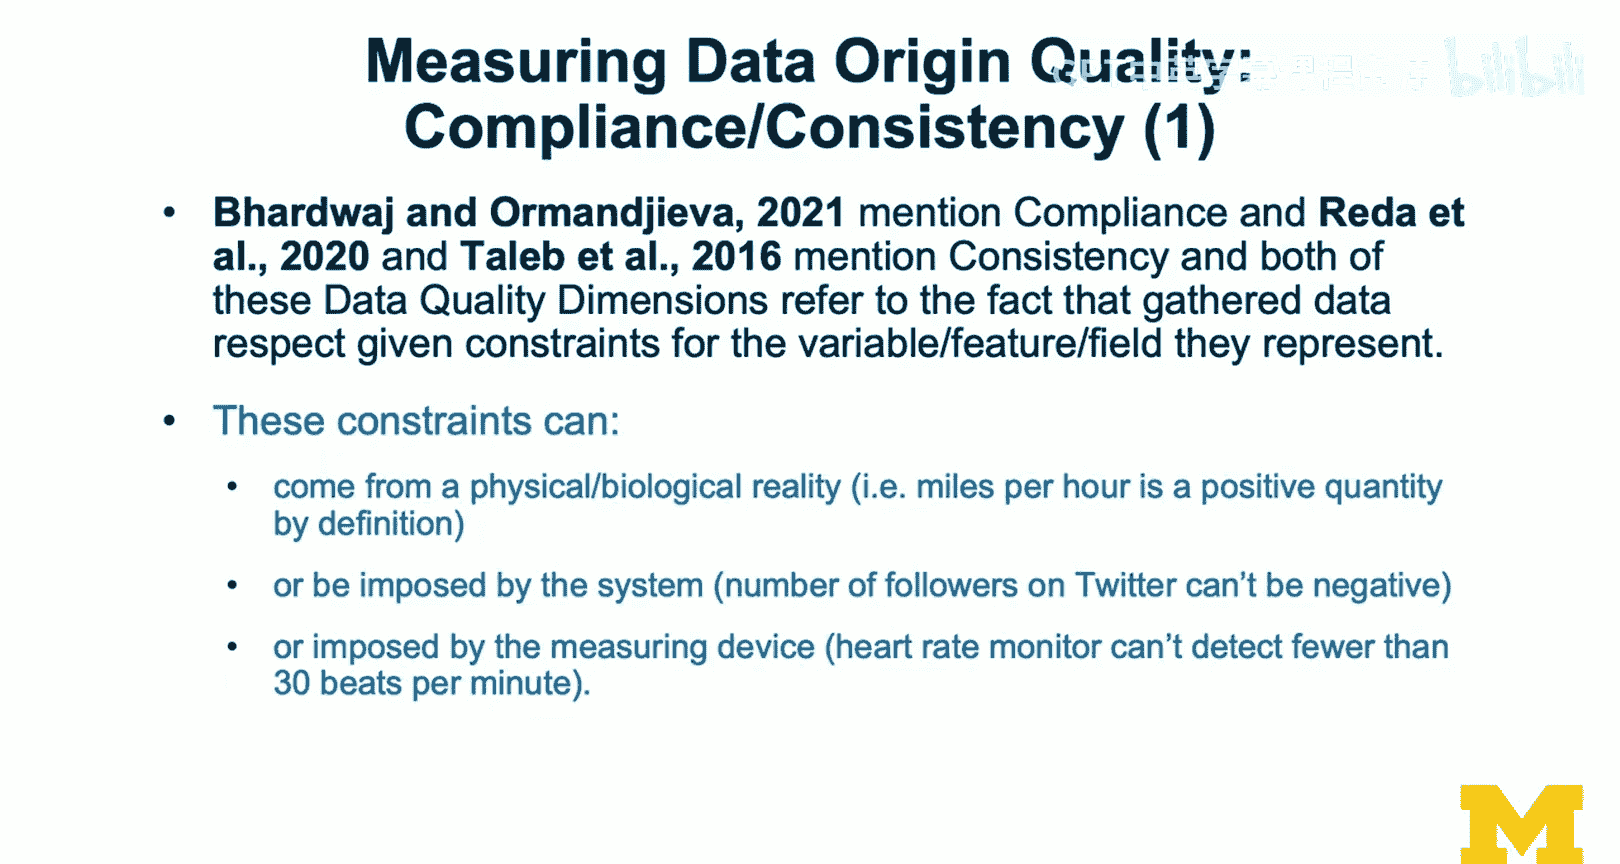 Measuring Data Origin Quality:
Compliance/Consistency (1)
• Bhardwaj and Ormandjieva, 2021 mention Compliance and Reda et
al., 2020 and Taleb et al., 2016 mention Consistency and both of
these Data Quality Dimensions refer to the fact that gathered data
respect given constraints for the variable/feature/field they represent.
• These constraints can:
• come from a physical/biological reality (i.e. miles per hour is a positive quantity
by definition)
• or be imposed by the system (number of followers on Twitter can’t be negative)
• or imposed by the measuring device (heart rate monitor can’t detect fewer than
30 beats per minute).
bilibili
M